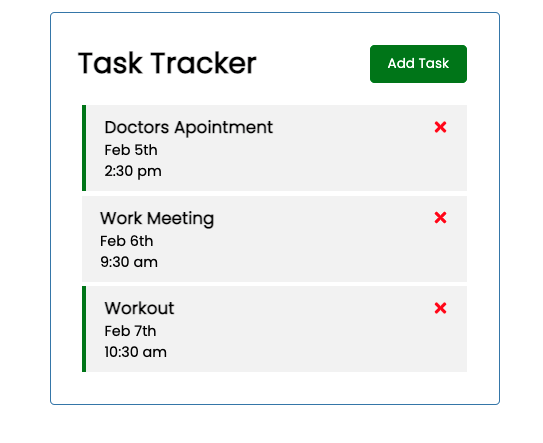 Task Tracker
Add Task
Doctors Apointment
Feb 5th
2:30 pm
Work Meeting
Feb 6th
9:30 am
Workout
Feb 7th
10:30 am